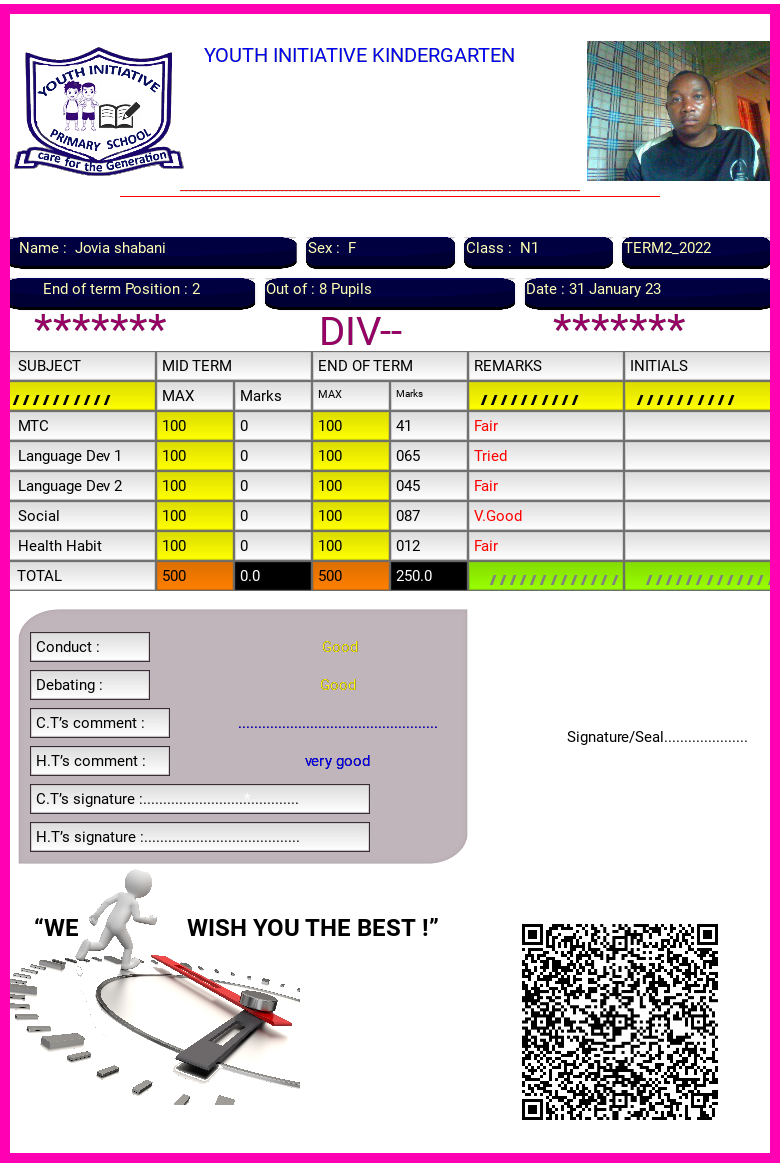 YOUTH INITIATIVE KINDERGARTEN
YOUTH INITIATIVE
PRIMARY SCHOOL
care for the Generation
Name : Jovia shabani
Sex : F
Class : N1
TERM2_2022
End of term Position : 2
Out of : 8 Pupils
Date : 31 January 23
******* DIV-- *******
SUBJECT MID TERM END OF TERM REMARKS INITIALS
////////// MAX Marks MAX Marks ////////// //////////
MTC 100 0 100 41 Fair
Language Dev 1 100 0 100 065 Tried
Language Dev 2 100 0 100 045 Fair
Social 100 0 100 087 V.Good
Health Habit 100 0 100 012 Fair
TOTAL 500 0.0 500 250.0 ///////////// /////////////
Conduct : Good
Debating : Good
C.T’s comment : ..................................................
H.T’s comment : very good
Signature/Seal.....................
C.T’s signature :.......................................
H.T’s signature :.......................................
“WE WISH YOU THE BEST !”